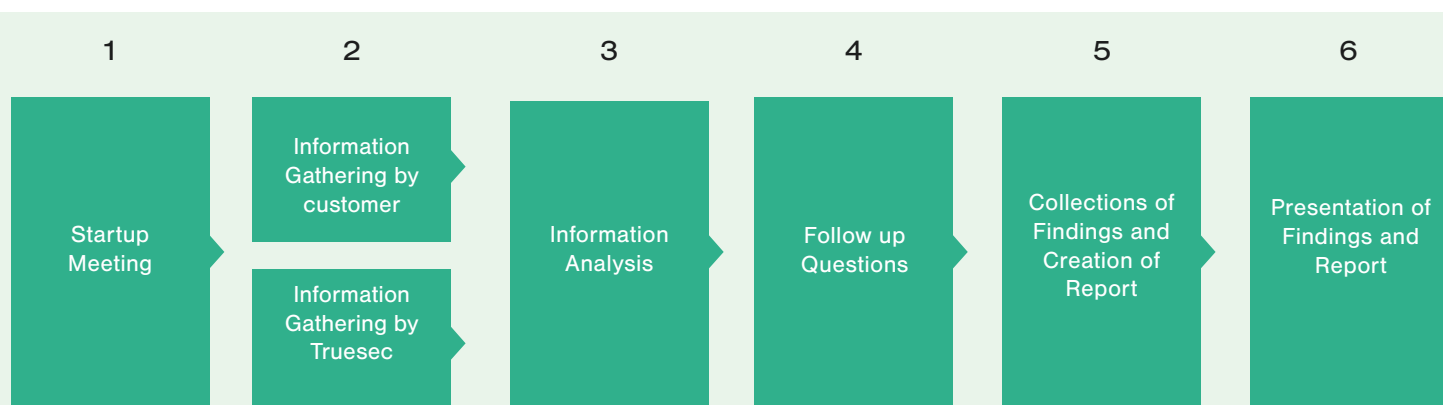 1
2
3
4
5
6
Startup
Meeting
Information
Gathering by
customer
Information
Gathering by
Truesec
Information
Analysis
Follow up
Questions
Collections of
Findings and
Creation of
Report
Presentation of
Findings and
Report